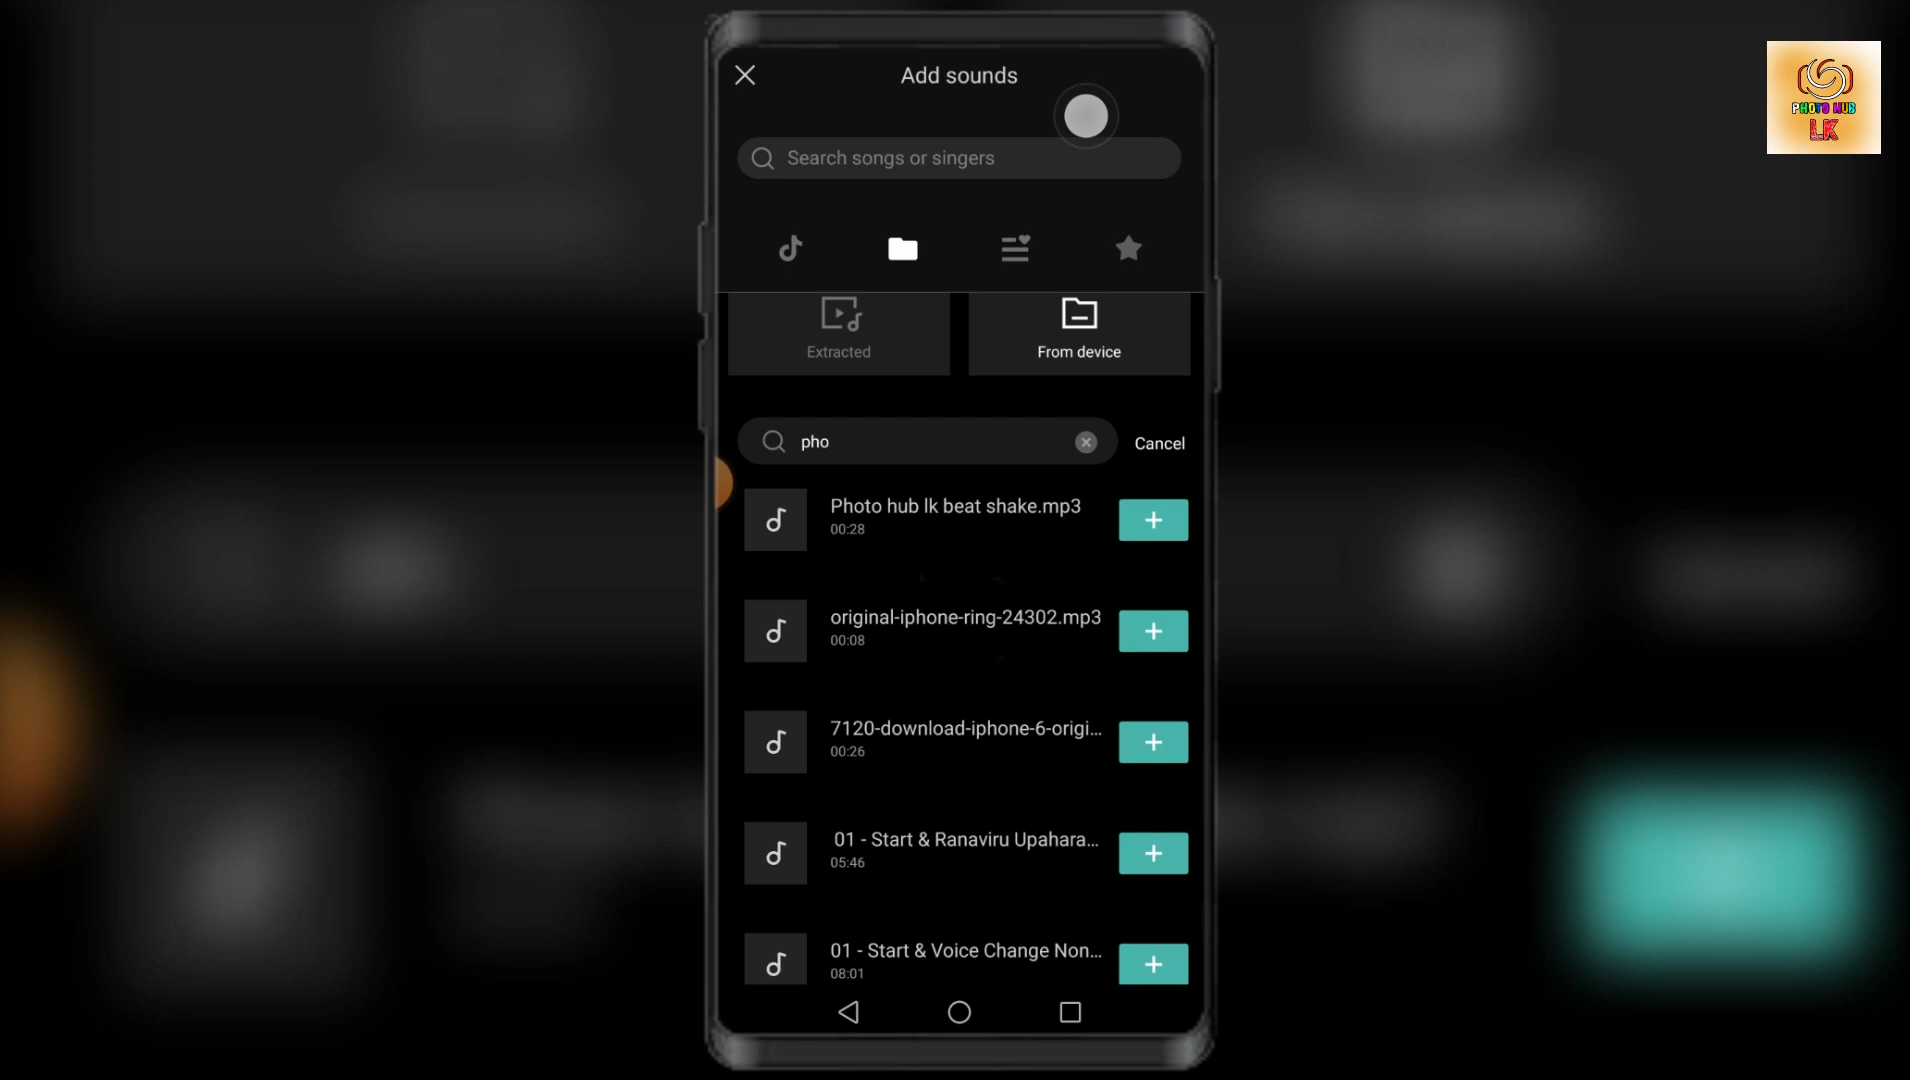 Add sounds
PHOTO HUB
LK
Search songs or singers
Extracted
From device
pho
Cancel
Photo hub lk beat shake.mp3
00:28
original-iphone-ring-24302.mp3
00:08
7120-download-iphone-6-origi...
00:26
01 - Start & Ranaviru Upahara...
05:46
01 - Start & Voice Change Non...
08:01